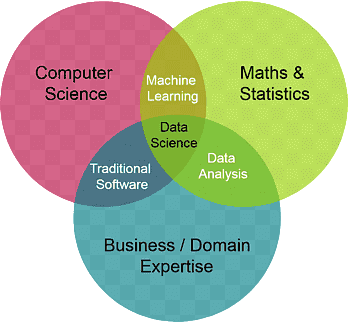 Computer
Science
Machine
Learning
Maths &
Statistics
Data
Science
Traditional
Software
Data
Analysis
Business / Domain
Expertise